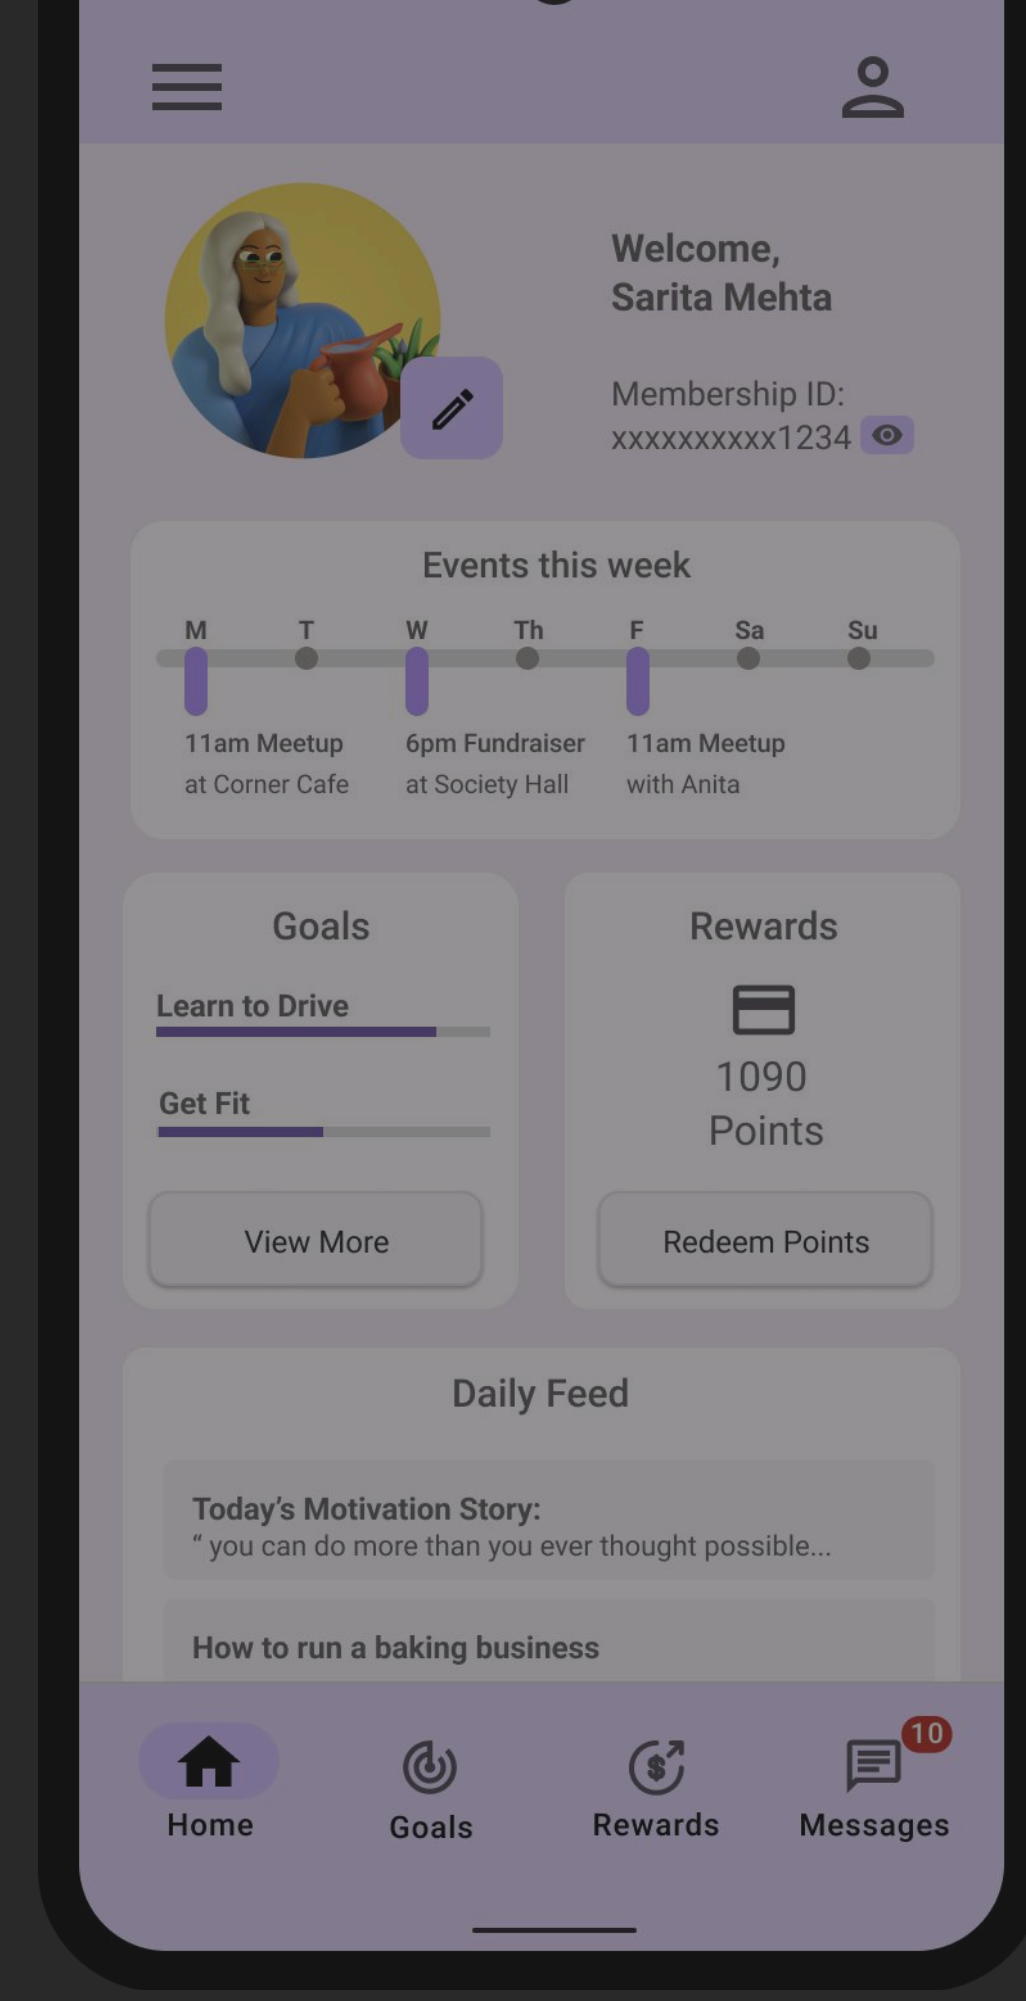 Welcome,
Sarita Mehta
Membership ID:
xxxxxxxxxx1234
Events this week
M T W Th F Sa Su
11am Meetup
at Corner Cafe
6pm Fundraiser
at Society Hall
11am Meetup
with Anita
Goals
Learn to Drive
Get Fit
View More
Rewards
1090
Points
Redeem Points
Daily Feed
Today’s Motivation Story:
“ you can do more than you ever thought possible...
How to run a baking business
10
Home Goals Rewards Messages